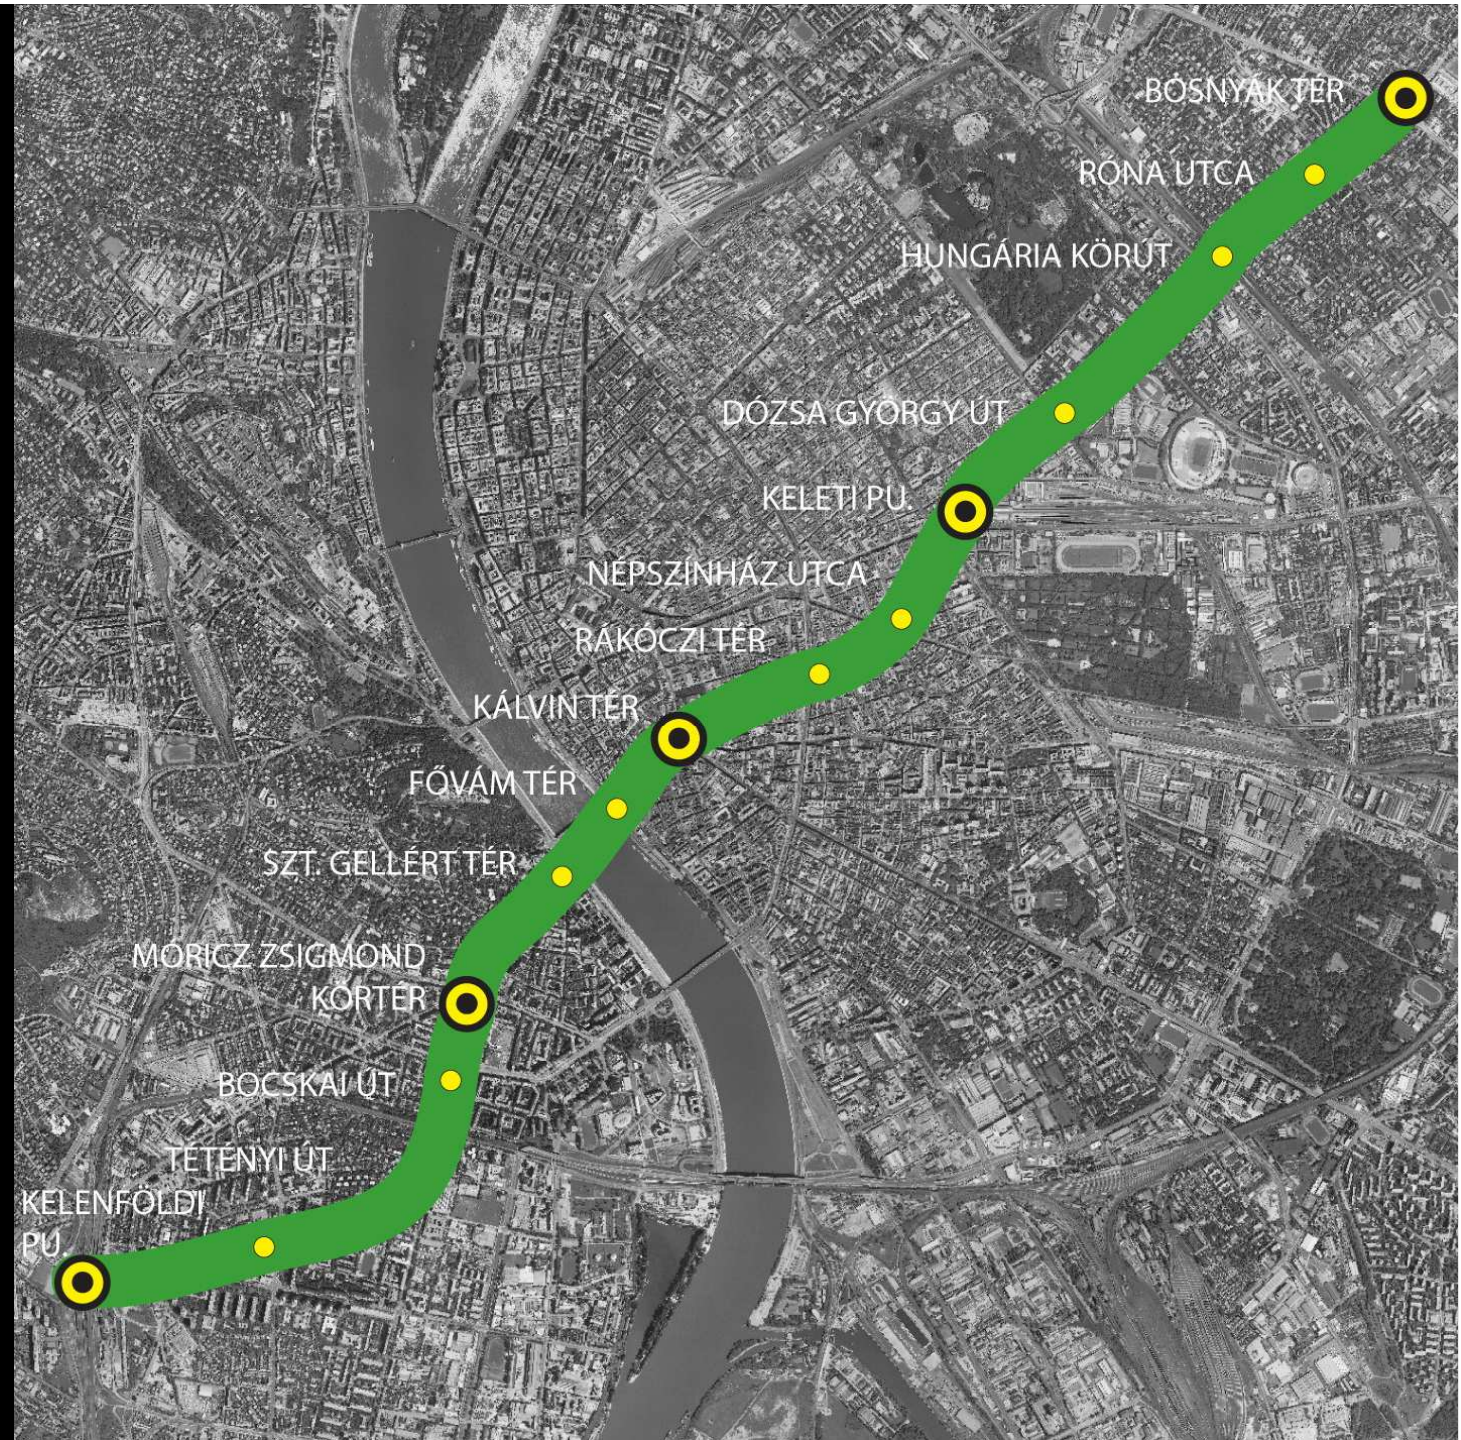 BOSNYÁK TÉR
RÓNA UTCA
HUNGÁRIA KÖRÚT
DÓZSA GYÖRGY ÚT
KELETI PU.
NÉPSZÍNHÁZ UTCA
RÁKÓCZI TÉR
KÁLVIN TÉR
FŐVÁM TÉR
SZT. GELLÉRT TÉR
MÓRICZ ZSIGMOND
KÖRTÉR
BOCSKAI ÚT
TÉTÉNYI ÚT
KELENFÖLDI
PU.